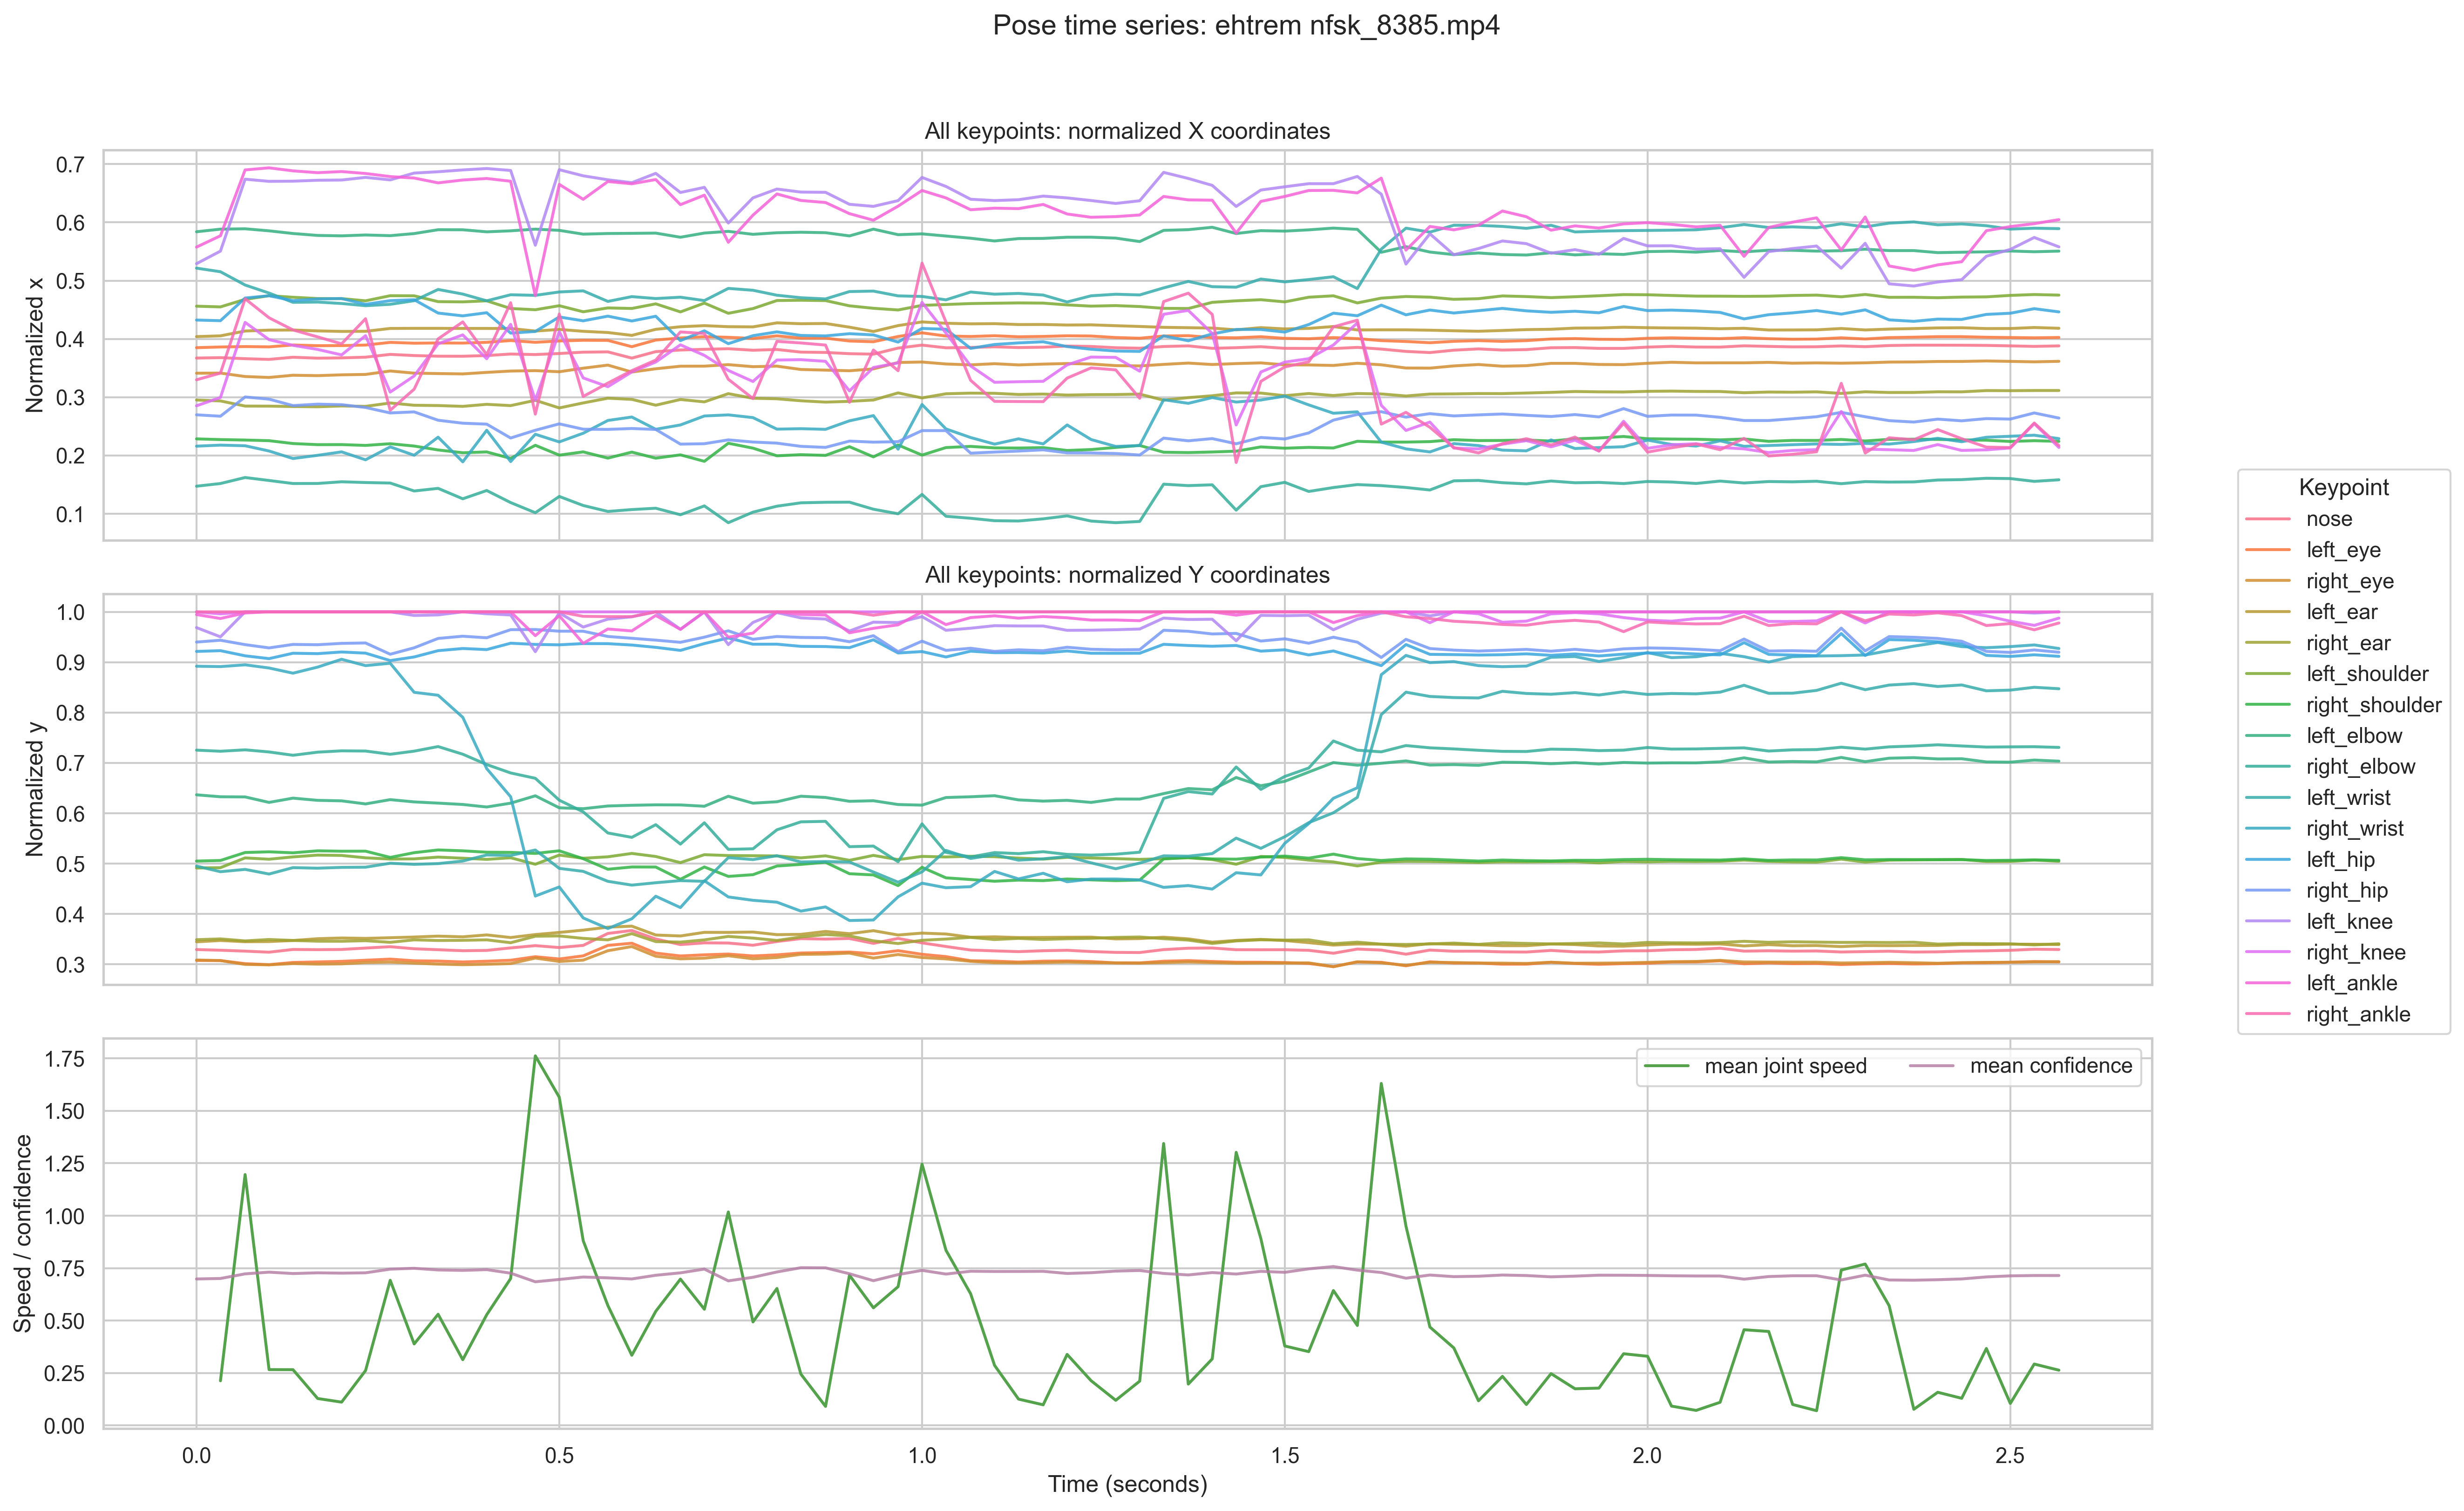 Pose time series: ehtrem nfsk_8385.mp4
All keypoints: normalized X coordinates
Normalized x
0.7
0.6
0.5
0.4
0.3
0.2
0.1
All keypoints: normalized Y coordinates
Normalized y
1.0
0.9
0.8
0.7
0.6
0.5
0.4
0.3
Keypoint
nose
left_eye
right_eye
left_ear
right_ear
left_shoulder
right_shoulder
left_elbow
right_elbow
left_wrist
right_wrist
left_hip
right_hip
left_knee
right_knee
left_ankle
right_ankle
Speed / confidence
1.75
1.50
1.25
1.00
0.75
0.50
0.25
0.00
mean joint speed mean confidence
0.0 0.5 1.0 1.5 2.0 2.5
Time (seconds)